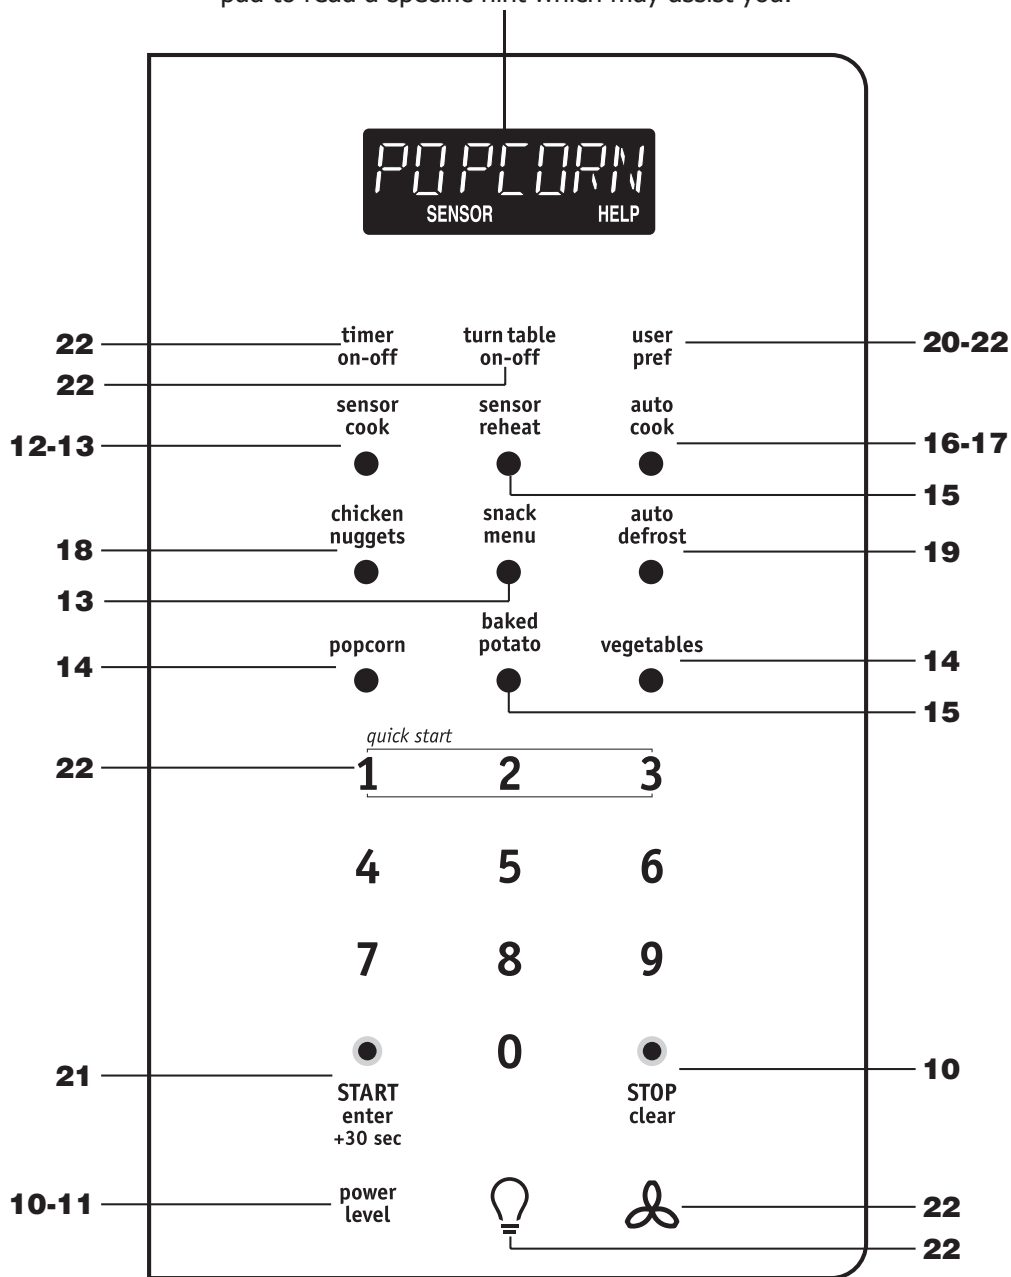 pad to read a specific hint which may assist you.
POPCORN
SENSOR HELP
22 timer on-off
turn table on-off
user pref 20-22
22
12-13 sensor cook
sensor reheat
auto cook 16-17
15
18 chicken nuggets
snack menu
auto defrost 19
13
14 popcorn
baked potato
vegetables 14
15
quick start
22 1 2 3
4 5 6
7 8 9
0
21 START enter +30 sec
STOP clear 10
10-11 power level
22
22